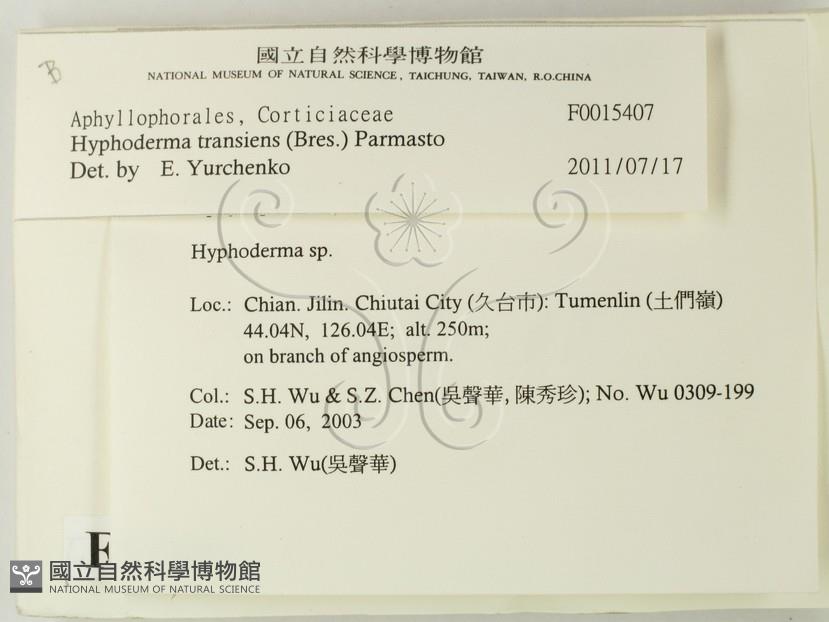 B
國立自然科學博物館
NATIONAL MUSEUM OF NATURAL SCIENCE, TAICHUNG, TAIWAN, R.O.CHINA
Aphyllophorales, Corticiaceae F0015407
Hyphoderma transiens (Bres.) Parmasto
Det. by E. Yurchenko 2011/07/17
Hyphoderma sp.
Loc.: Chian. Jilin. Chiutai City (久台市): Tumenlin (土們嶺)
44.04N, 126.04E; alt. 250m;
on branch of angiosperm.
Col.: S.H. Wu & S.Z. Chen(吳聲華, 陳秀珍); No. Wu 0309-199
Date: Sep. 06, 2003
Det.: S.H. Wu(吳聲華)
F
國立自然科學博物館
NATIONAL MUSEUM OF NATURAL SCIENCE